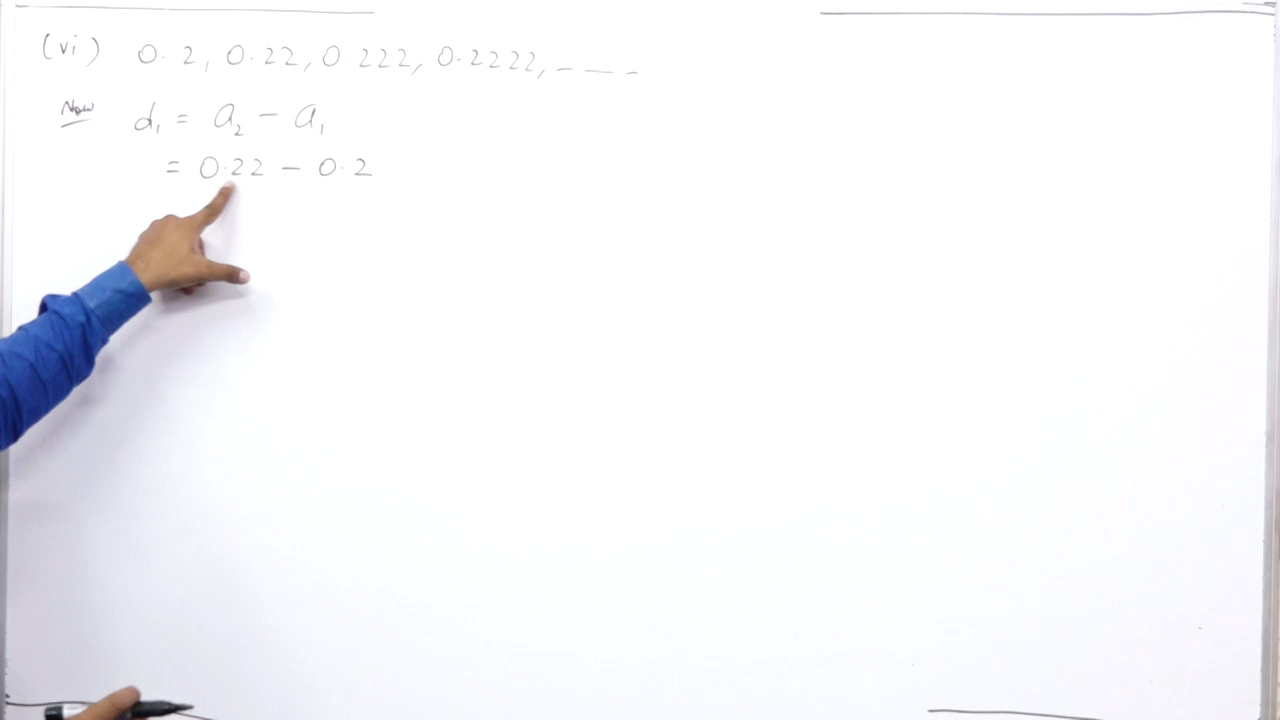 (vi) 0.2, 0.22, 0.222, 0.2222, - — -
Now d₁ = a₂ - a₁
= 0.22 - 0.2